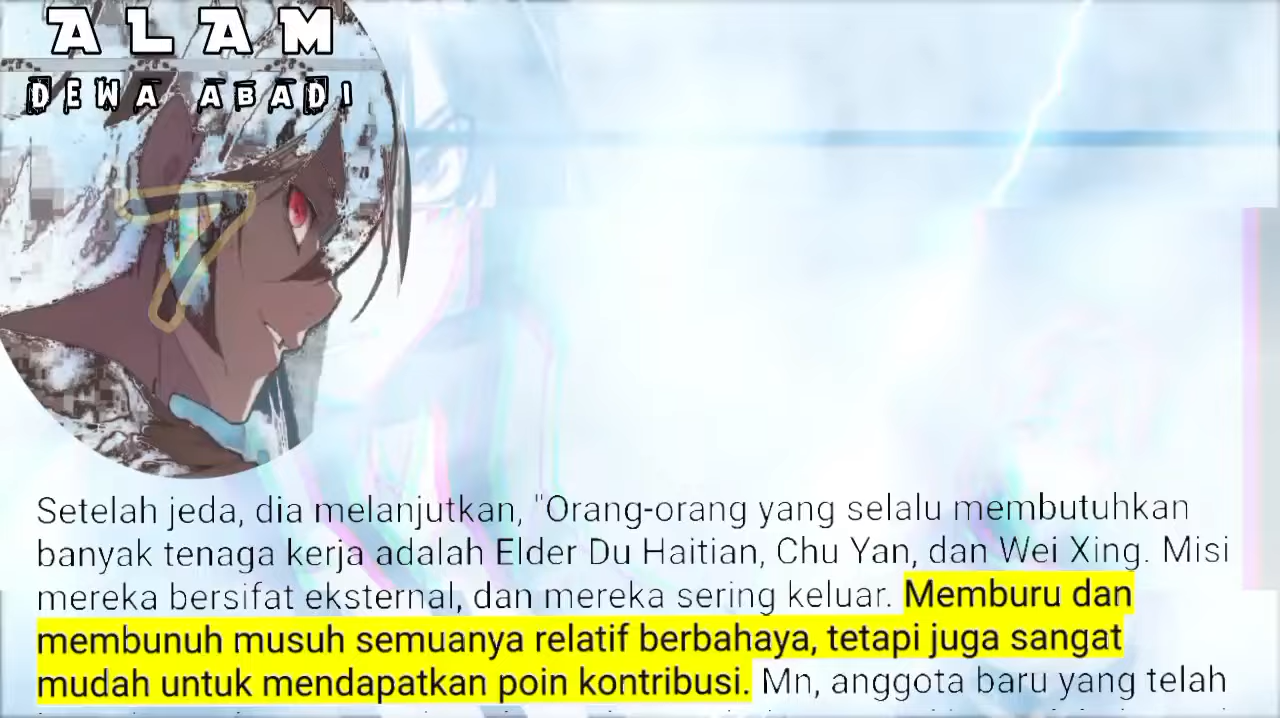 ALAM
DEWA ABADI
Setelah jeda, dia melanjutkan, "Orang-orang yang selalu membutuhkan
banyak tenaga kerja adalah Elder Du Haitian, Chu Yan, dan Wei Xing. Misi
mereka bersifat eksternal, dan mereka sering keluar. Memburu dan
membunuh musuh semuanya relatif berbahaya, tetapi juga sangat
mudah untuk mendapatkan poin kontribusi. Mn, anggota baru yang telah